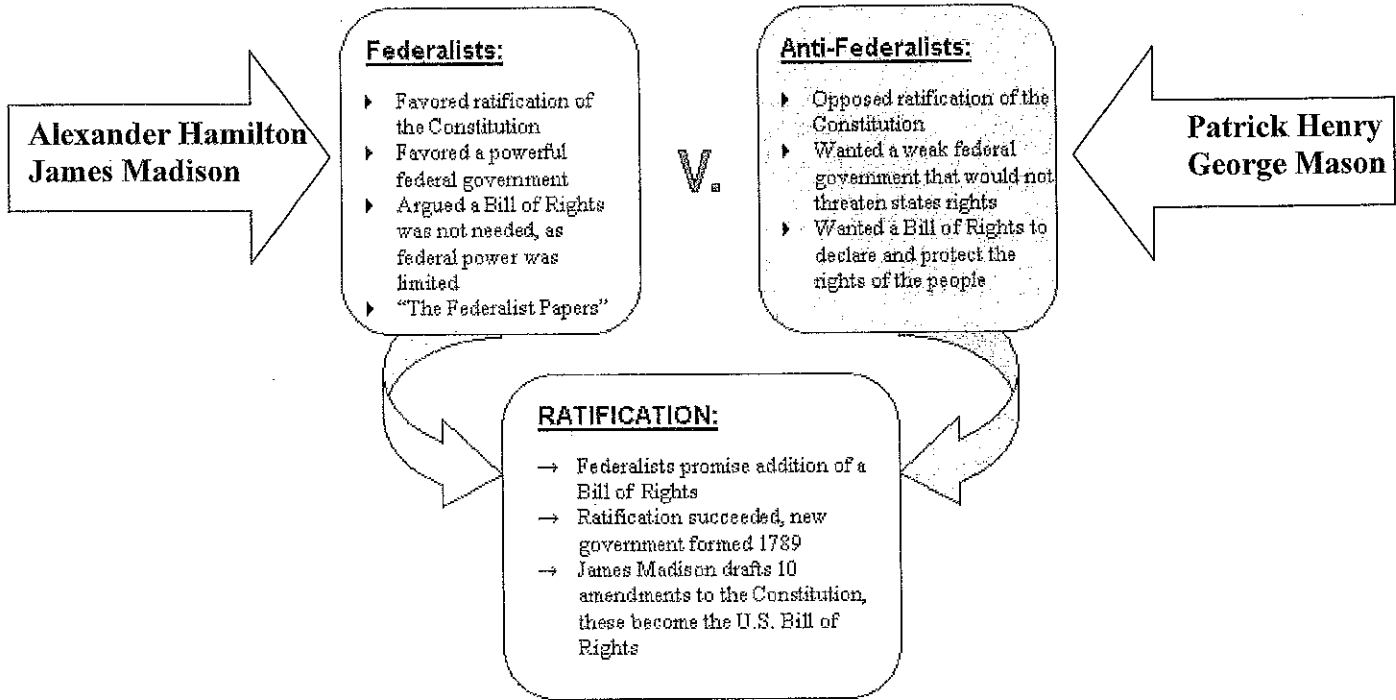 Alexander Hamilton
James Madison
Federalists:
▸ Favored ratification of
the Constitution
▸ Favored a powerful
federal government
▸ Argued a Bill of Rights
was not needed, as
federal power was
limited
▸ "The Federalist Papers"
V.
Anti-Federalists:
▸ Opposed ratification of the
Constitution
▸ Wanted a weak federal
government that would not
threaten states rights
▸ Wanted a Bill of Rights to
declare and protect the
rights of the people
Patrick Henry
George Mason
RATIFICATION:
→ Federalists promise addition of a
Bill of Rights
→ Ratification succeeded, new
government formed 1789
→ James Madison drafts 10
amendments to the Constitution,
these become the U.S. Bill of
Rights